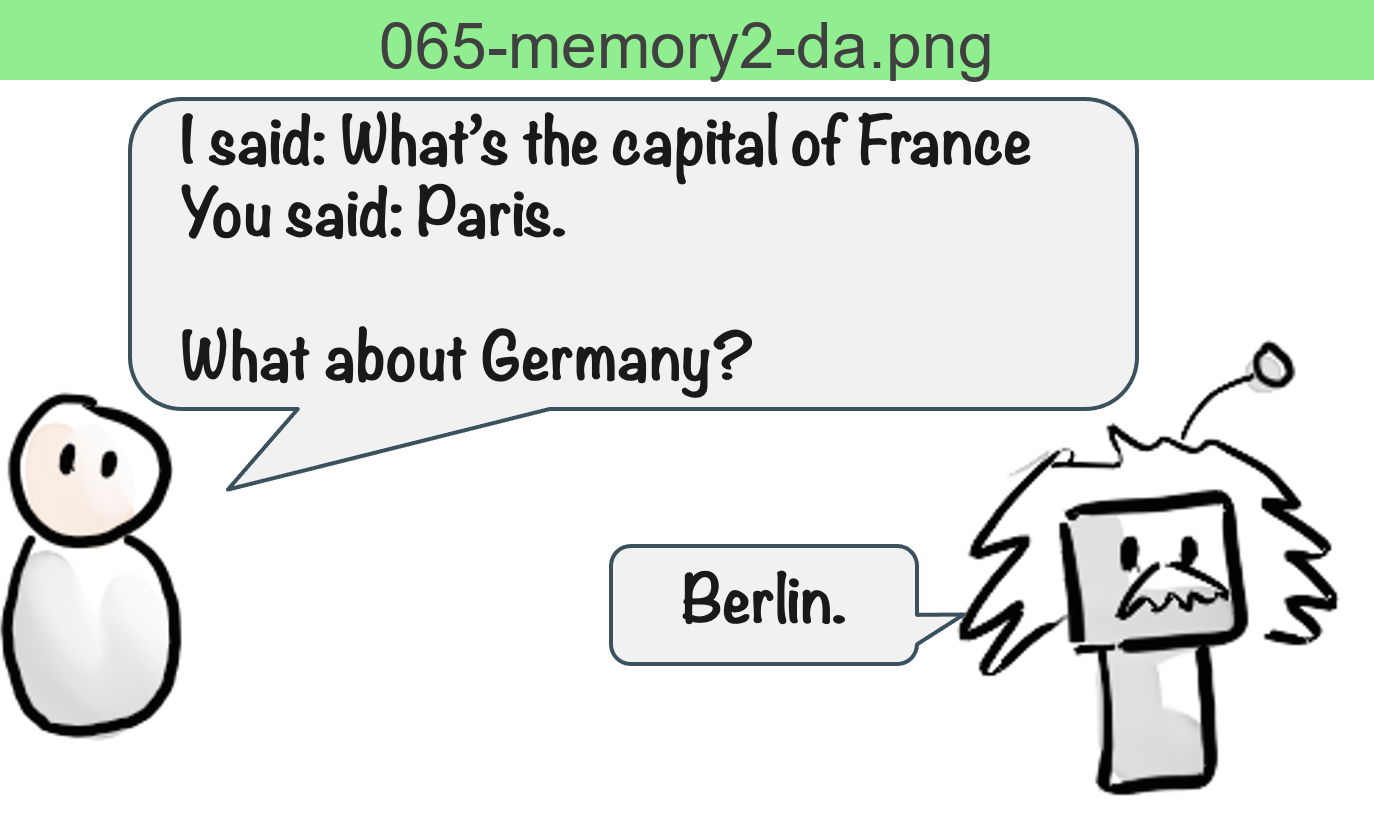 065-memory2-da.png
I said: What’s the capital of France
You said: Paris.
What about Germany?
Berlin.